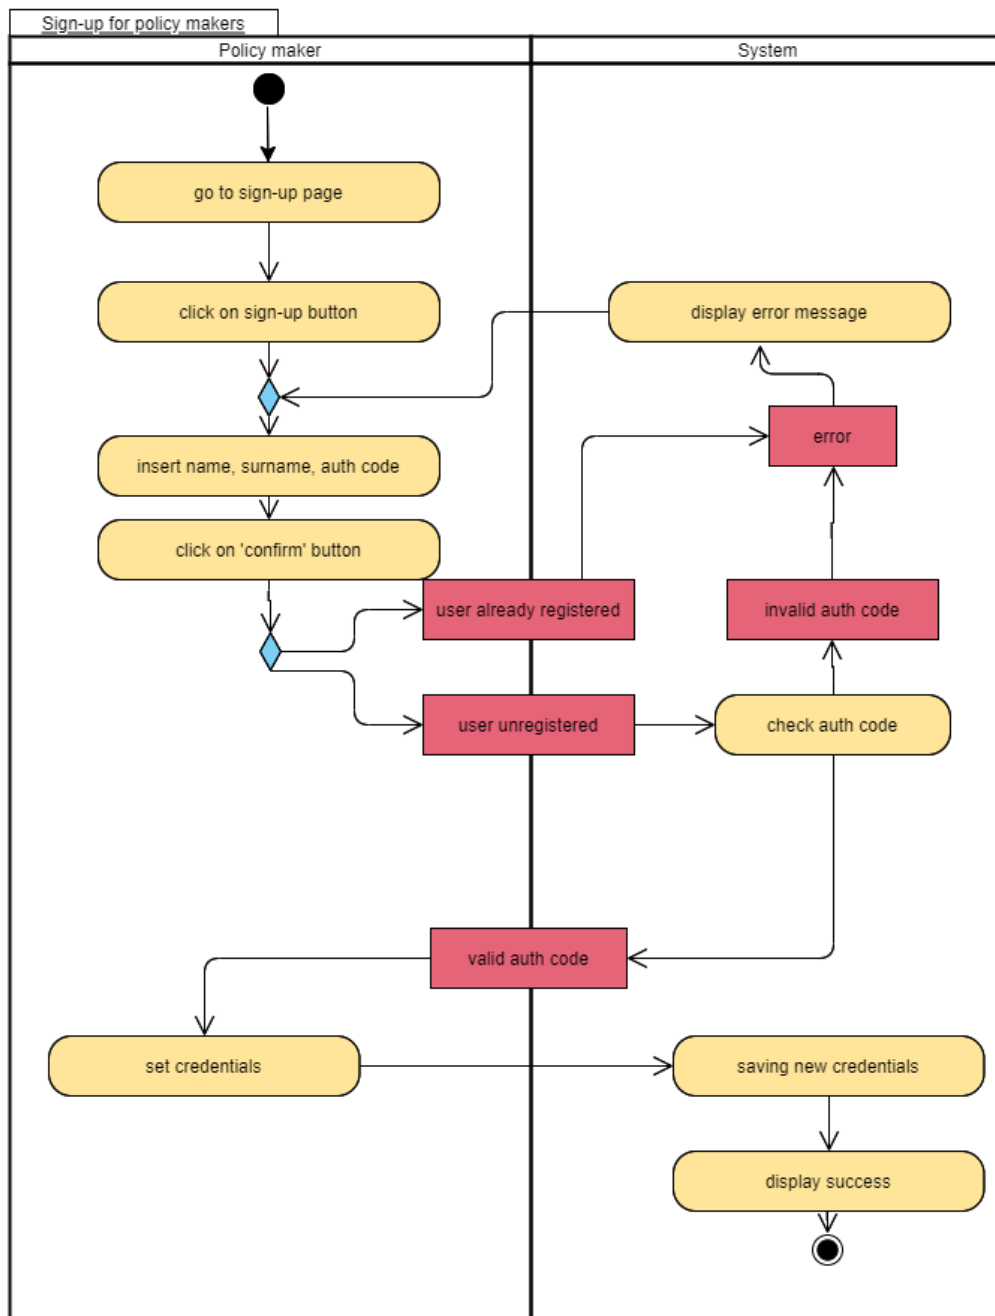 Sign-up for policy makers
Policy maker
System
go to sign-up page
click on sign-up button
display error message
error
insert name, surname, auth code
click on 'confirm' button
user already registered
invalid auth code
user unregistered
check auth code
valid auth code
set credentials
saving new credentials
display success